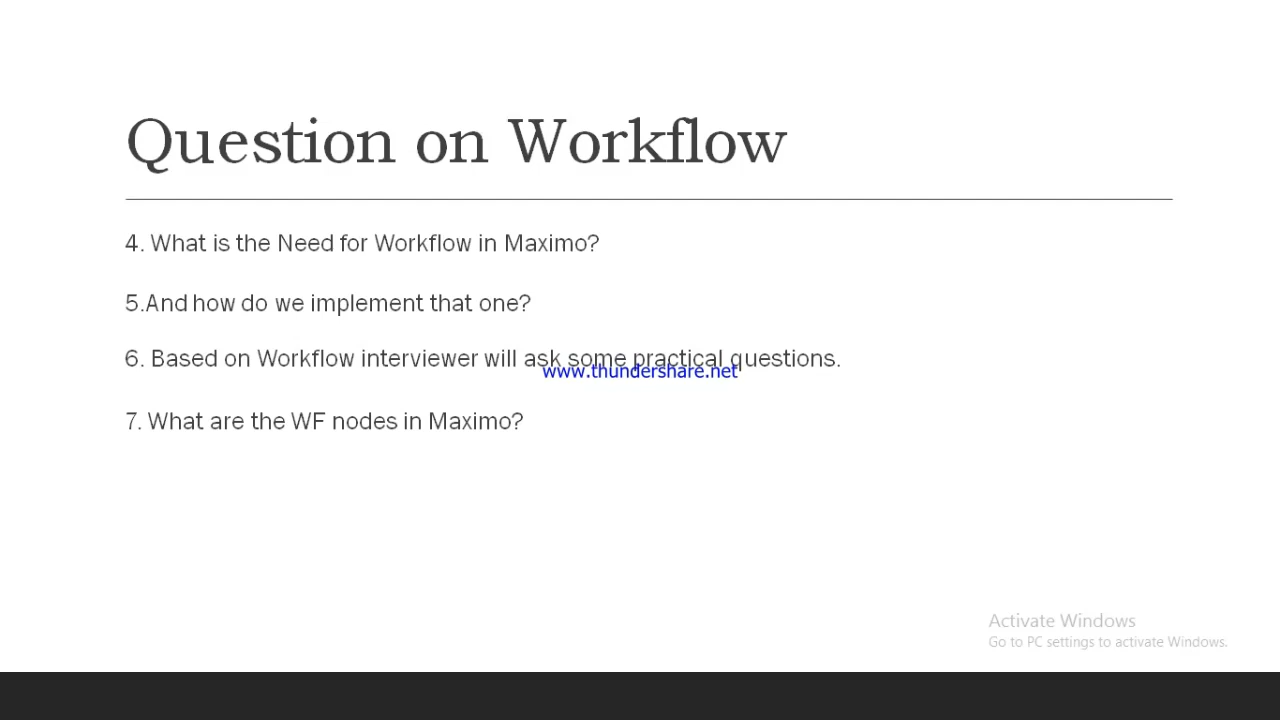 Question on Workflow
4. What is the Need for Workflow in Maximo?
5.And how do we implement that one?
6. Based on Workflow interviewer will ask some practical questions.
www.thundershare.net
7. What are the WF nodes in Maximo?
Activate Windows
Go to PC settings to activate Windows.